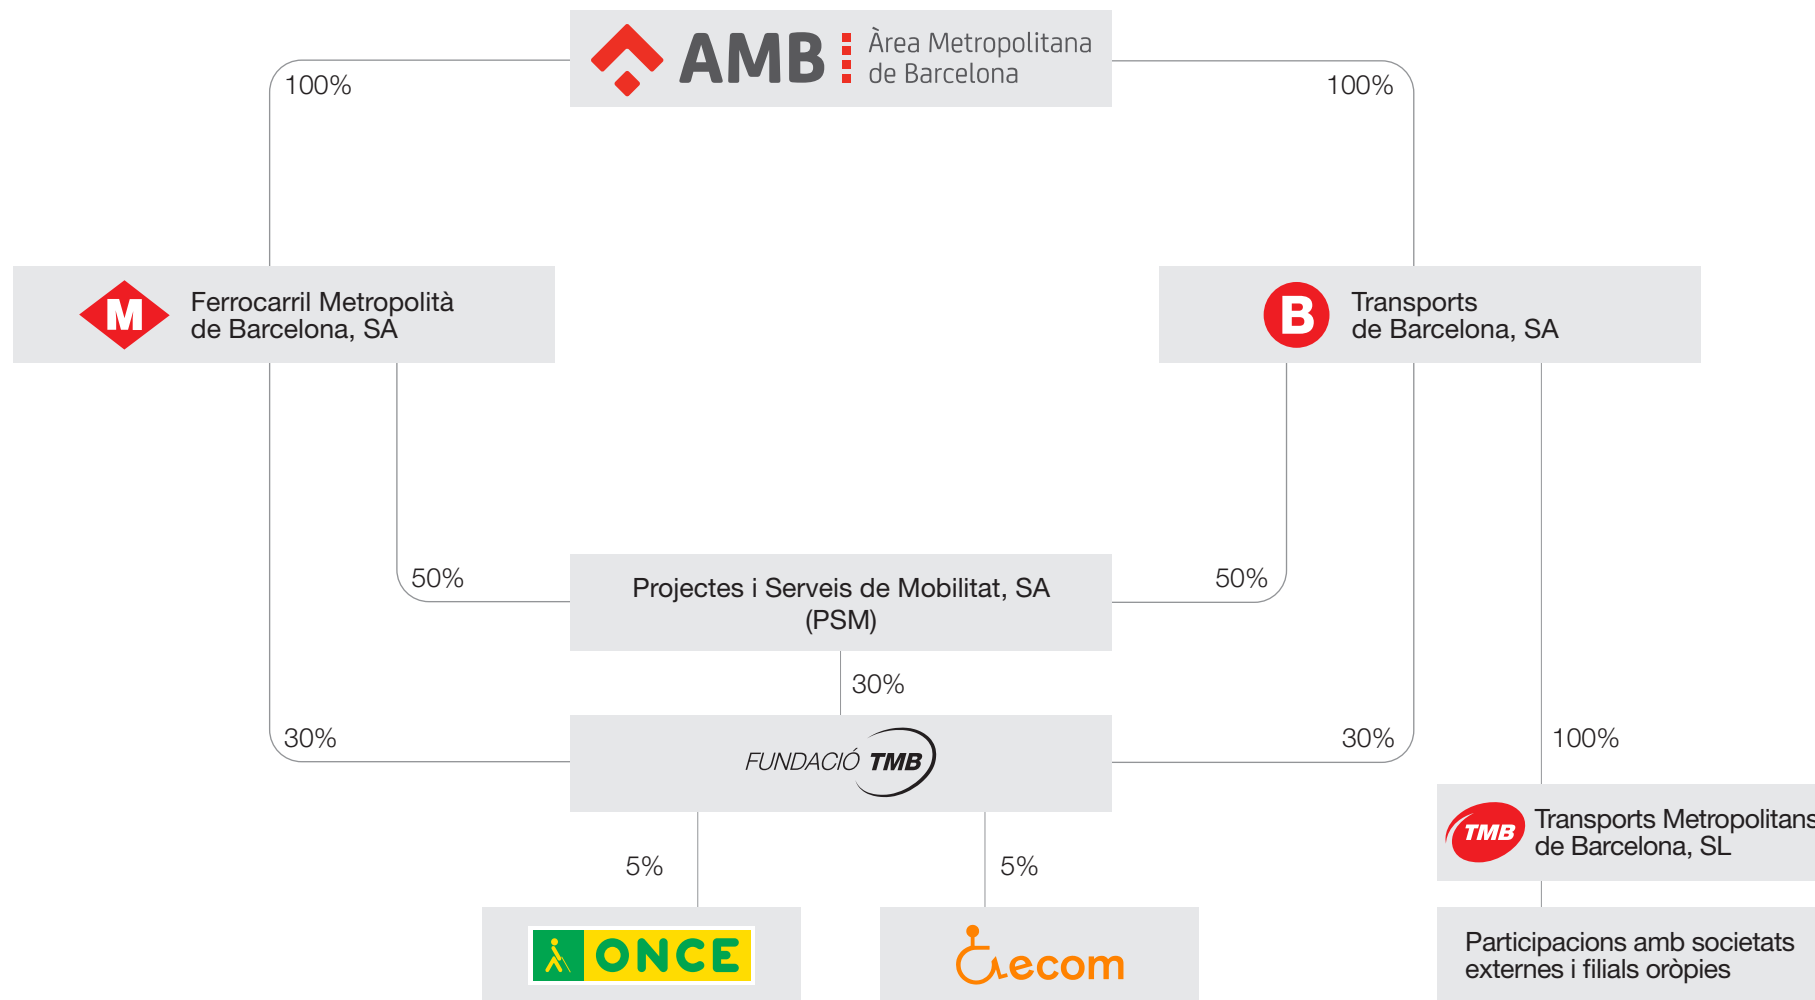 AMB
Àrea Metropolitana
de Barcelona
100%
100%
M
Ferrocarril Metropolità
de Barcelona, SA
B
Transports
de Barcelona, SA
50%
Projectes i Serveis de Mobilitat, SA
(PSM)
50%
30%
30%
FUNDACIÓ TMB
30%
100%
TMB
Transports Metropolitans
de Barcelona, SL
5%
5%
ONCE
ecom
Participacions amb societats
externes i filials oròpies